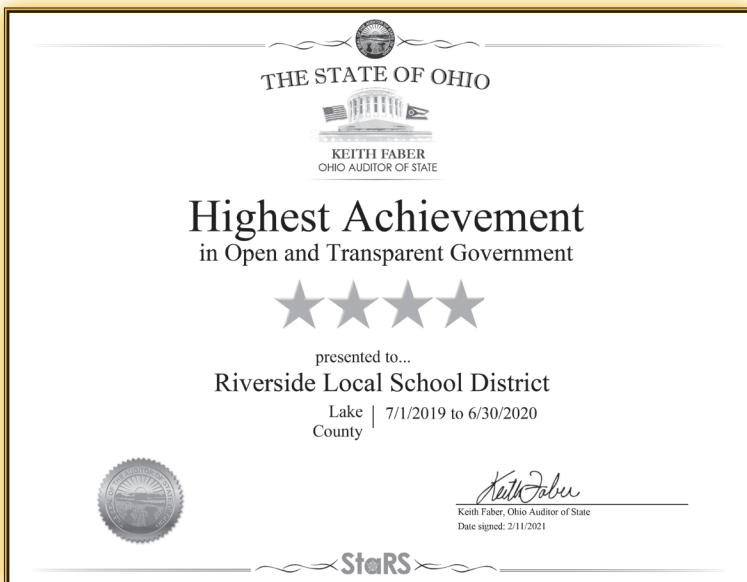 THE STATE OF OHIO
KEITH FABER
OHIO AUDITOR OF STATE
Highest Achievement
in Open and Transparent Government
presented to...
Riverside Local School District
Lake County | 7/1/2019 to 6/30/2020
Keith Faber
Keith Faber, Ohio Auditor of State
Date signed: 2/11/2021
StaRS